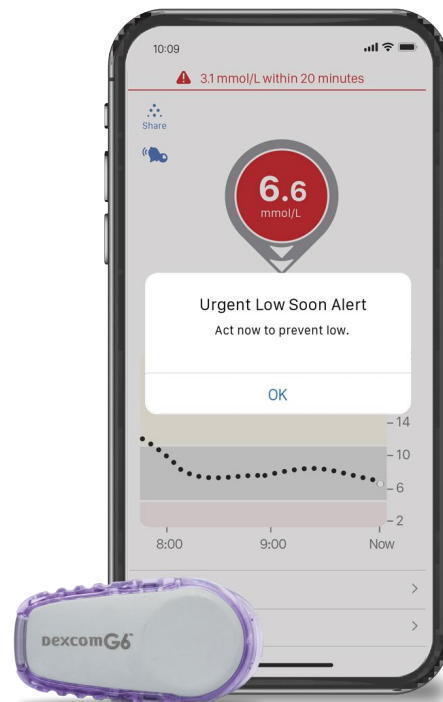 10:09
3.1 mmol/L within 20 minutes
Share
6.6
mmol/L
Urgent Low Soon Alert
Act now to prevent low.
OK
14
10
6
2
8:00
9:00
Now
Dexcom G6